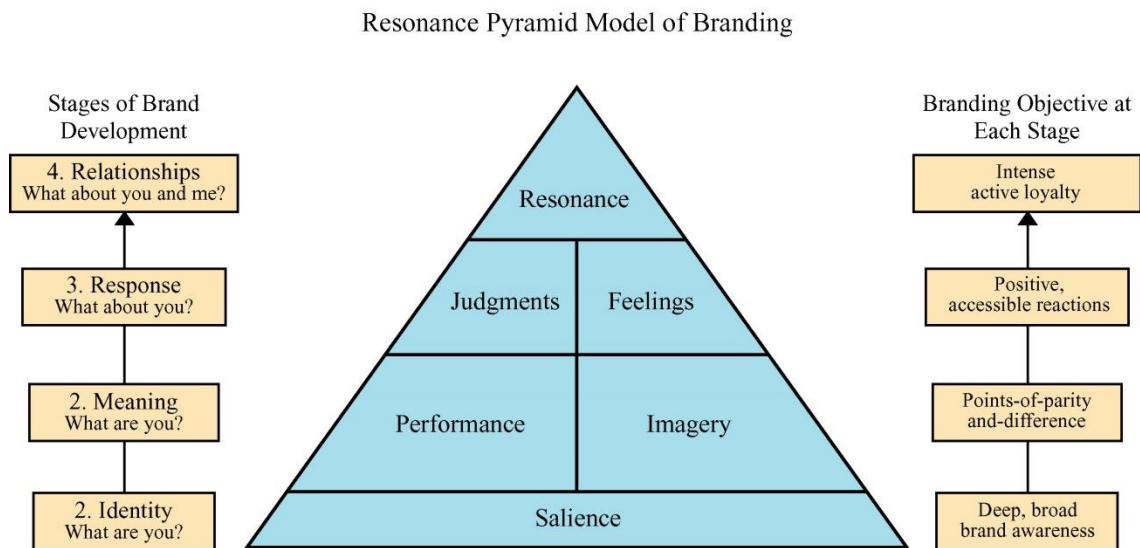 Resonance Pyramid Model of Branding
Stages of Brand
Development
4. Relationships
What about you and me?
3. Response
What about you?
2. Meaning
What are you?
2. Identity
What are you?
Resonance
Judgments
Feelings
Performance
Imagery
Salience
Branding Objective at
Each Stage
Intense
active loyalty
Positive,
accessible reactions
Points-of-parity
and-difference
Deep, broad
brand awareness